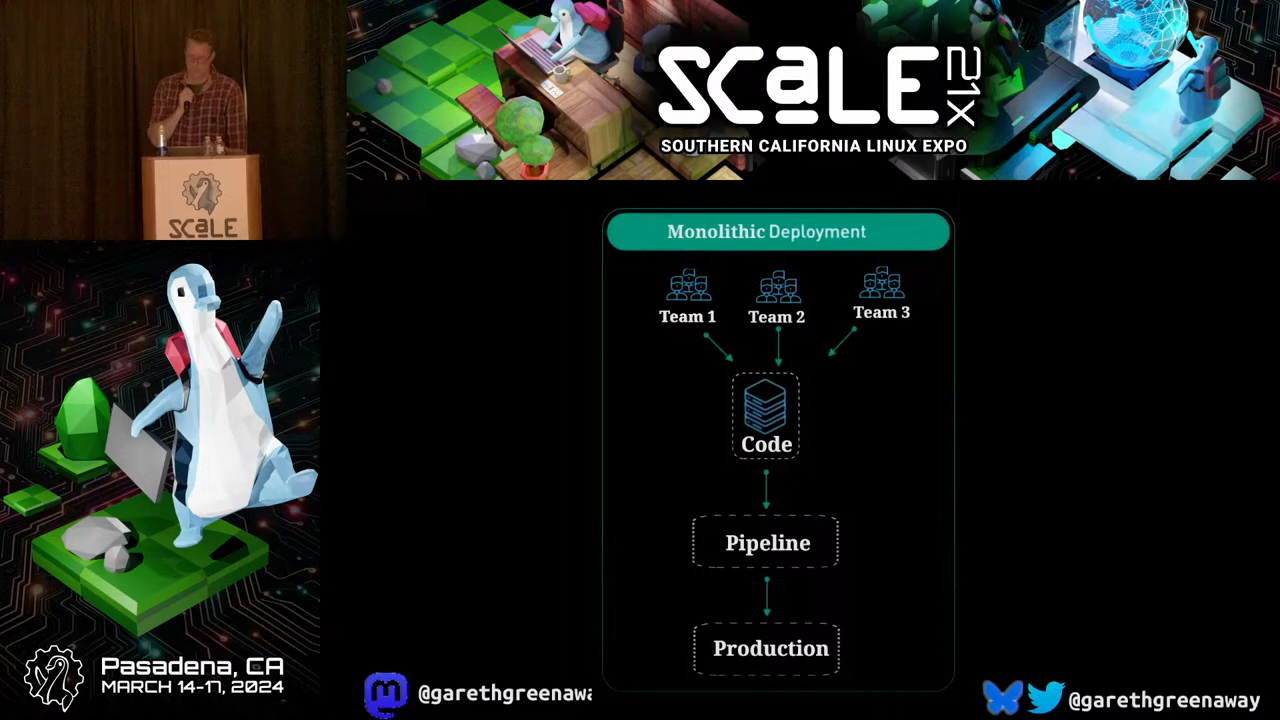 SCALE
21X
SOUTHERN CALIFORNIA LINUX EXPO
SCALE
Monolithic Deployment
Team 1
Team 2
Team 3
Code
Pipeline
Production
Pasadena, CA
MARCH 14-17, 2024
@garethgreenawa
@garethgreenaway